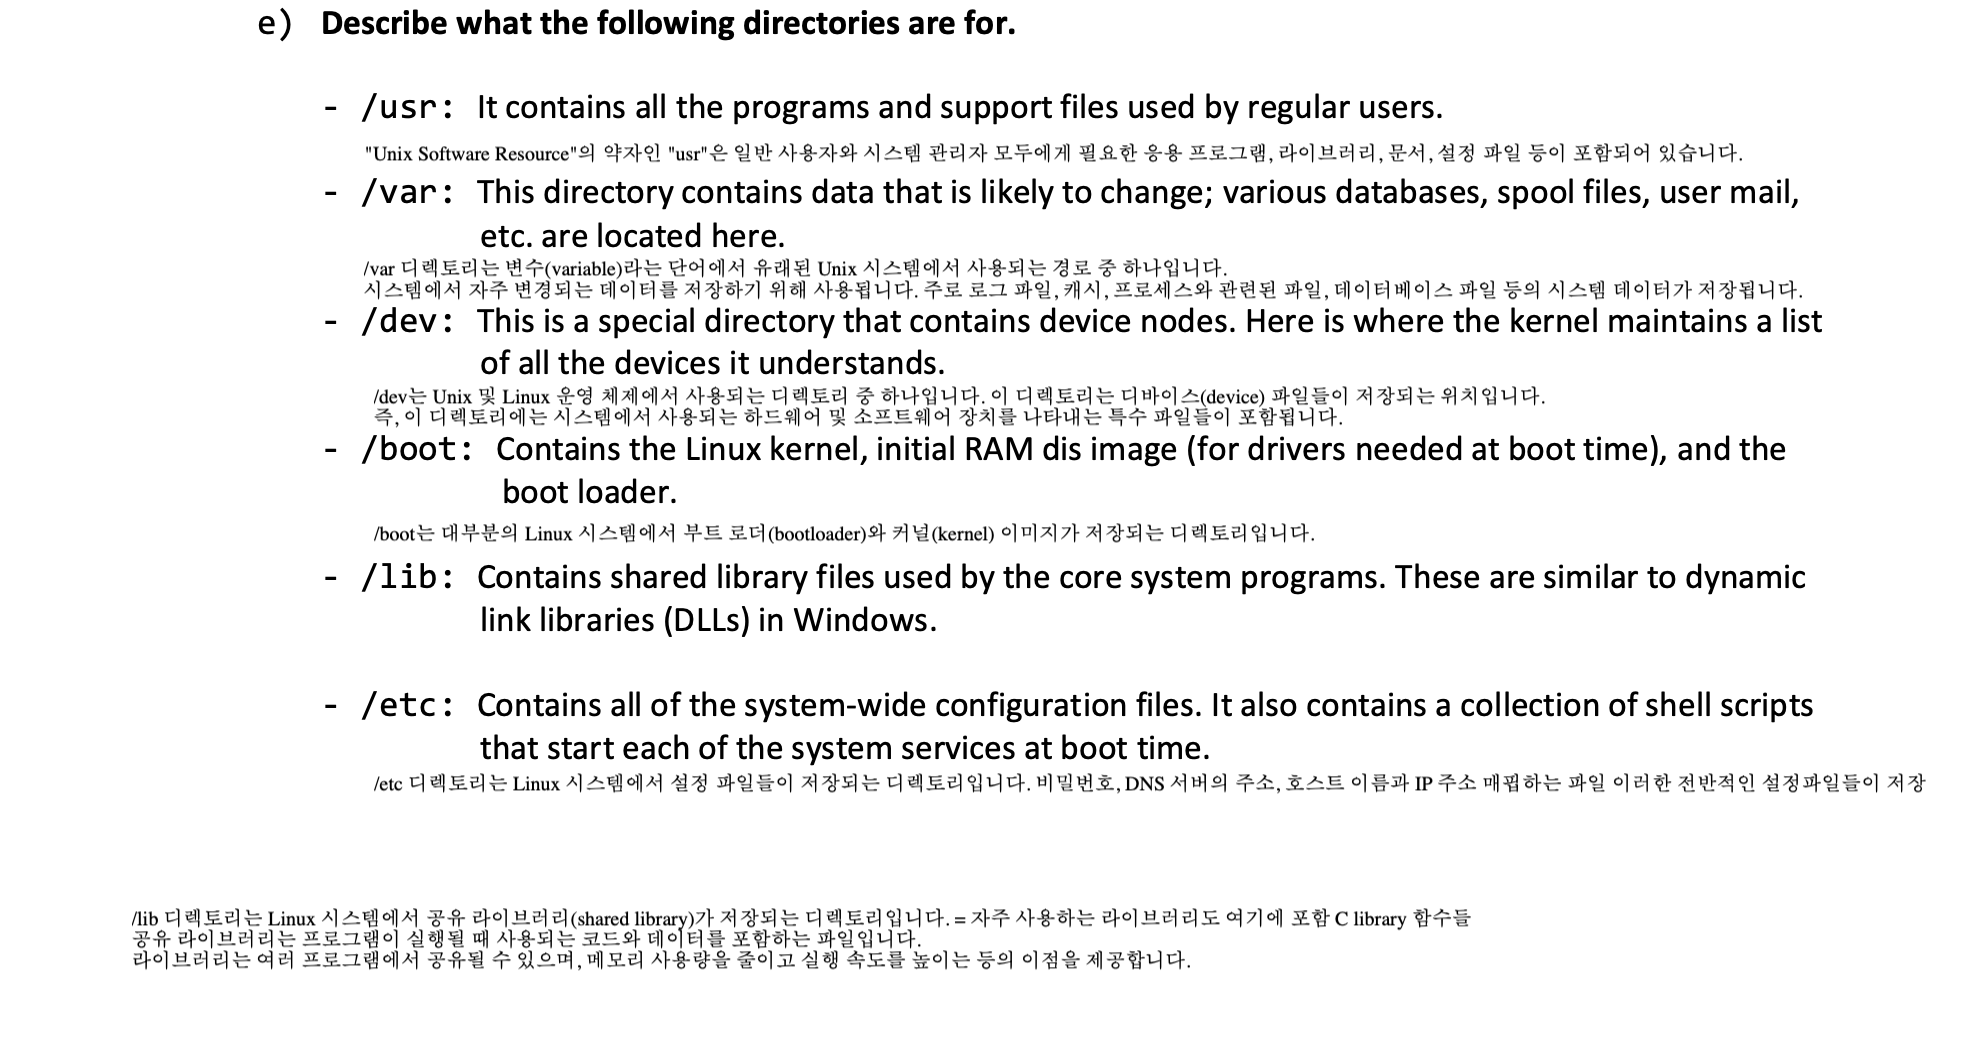 e) Describe what the following directories are for.
- /usr: It contains all the programs and support files used by regular users.
"Unix Software Resource"의 약자인 "usr"은 일반 사용자와 시스템 관리자 모두에게 필요한 응용 프로그램, 라이브러리, 문서, 설정 파일 등이 포함되어 있습니다.
- /var: This directory contains data that is likely to change; various databases, spool files, user mail,
etc. are located here.
/var 디렉토리는 변수(variable)라는 단어에서 유래된 Unix 시스템에서 사용되는 경로 중 하나입니다.
시스템에서 자주 변경되는 데이터를 저장하기 위해 사용됩니다. 주로 로그 파일, 캐시, 프로세스와 관련된 파일, 데이터베이스 파일 등의 시스템 데이터가 저장됩니다.
- /dev: This is a special directory that contains device nodes. Here is where the kernel maintains a list
of all the devices it understands.
/dev는 Unix 및 Linux 운영 체제에서 사용되는 디렉토리 중 하나입니다. 이 디렉토리는 디바이스(device) 파일들이 저장되는 위치입니다.
즉, 이 디렉토리에는 시스템에서 사용되는 하드웨어 및 소프트웨어 장치를 나타내는 특수 파일들이 포함됩니다.
- /boot: Contains the Linux kernel, initial RAM dis image (for drivers needed at boot time), and the
boot loader.
/boot는 대부분의 Linux 시스템에서 부트 로더(bootloader)와 커널(kernel) 이미지가 저장되는 디렉토리입니다.
- /lib: Contains shared library files used by the core system programs. These are similar to dynamic
link libraries (DLLs) in Windows.
- /etc: Contains all of the system-wide configuration files. It also contains a collection of shell scripts
that start each of the system services at boot time.
/etc 디렉토리는 Linux 시스템에서 설정 파일들이 저장되는 디렉토리입니다. 비밀번호, DNS 서버의 주소, 호스트 이름과 IP 주소 매핍하는 파일 이러한 전반적인 설정파일들이 저장
/lib 디렉토리는 Linux 시스템에서 공유 라이브러리(shared library)가 저장되는 디렉토리입니다. = 자주 사용하는 라이브러리도 여기에 포함 C library 함수들
공유 라이브러리는 프로그램이 실행될 때 사용되는 코드와 데이터를 포함하는 파일입니다.
라이브러리는 여러 프로그램에서 공유될 수 있으며, 메모리 사용량을 줄이고 실행 속도를 높이는 등의 이점을 제공합니다.